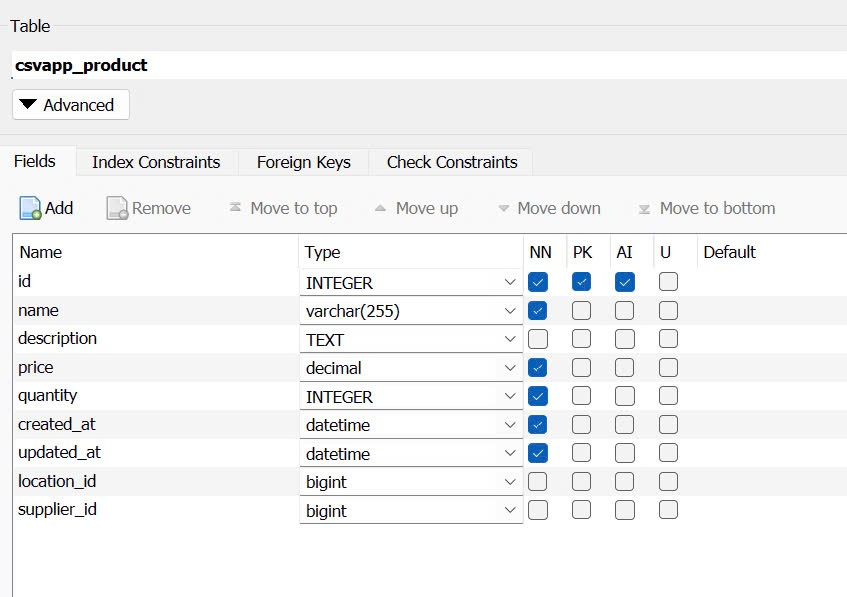 Table
csvapp_product
Advanced
Fields Index Constraints Foreign Keys Check Constraints
Add Remove Move to top Move up Move down Move to bottom
Name Type NN PK AI U Default
id INTEGER
name varchar(255)
description TEXT
price decimal
quantity INTEGER
created_at datetime
updated_at datetime
location_id bigint
supplier_id bigint